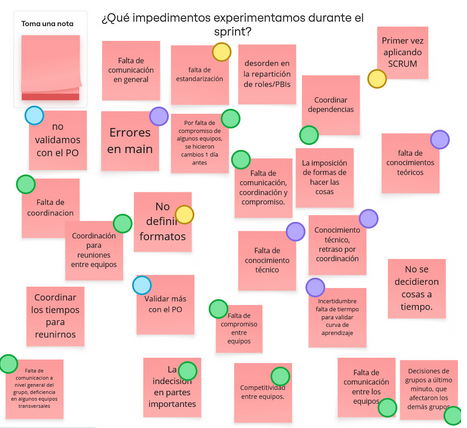 ¿Qué impedimentos experimentamos durante el
sprint?
Toma una nota
Falta de
comunicación
en general
falta de
estandarización
desorden en
la repartición
de roles/PBIs
Primer vez
aplicando
SCRUM
Coordinar
dependencias
no
validamos
con el PO
Errores
en main
Por falta de
compromiso de
algunos equipos,
se hicieron
cambios 1 día
antes
Falta de
comunicación,
coordinación y
compromiso.
La imposición
de formas de
hacer las
cosas
falta de
conocimientos
teóricos
Falta de
coordinacion
Coordinación
para
reuniones
entre equipos
No
definir
formatos
Falta de
conocimiento
técnico
Conocimiento
técnico,
retraso por
coordinación
No se
decidieron
cosas a
tiempo.
Coordinar
los tiempos
para
reunirnos
Validar más
con el PO
Falta de
compromiso
entre
equipos
Incertidumbre
falta de tiempo
para validar
curva de
aprendizaje
Falta de
comunicacion a
nivel general del
grupo, deficiencia
en algunos equipos
transversales
La
indecisión
en partes
importantes
Competitividad
entre equipos.
Falta de
comunicación
entre los
equipos
Decisiones de
grupos a último
minuto, que
afectaron los
demás grupos